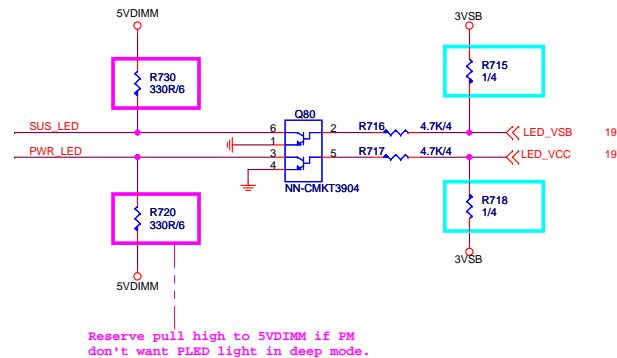 5VDIMM
3VSB
R730
330R/6
R715
1/4
Q80
SUS_LED
6
2
R716
4.7K/4
LED_VSB
19
1
PWR_LED
3
5
R717
4.7K/4
LED_VCC
19
4
NN-CMKT3904
R720
330R/6
R718
1/4
5VDIMM
3VSB
Reserve pull high to 5VDIMM if PM
don't want PLED light in deep mode.